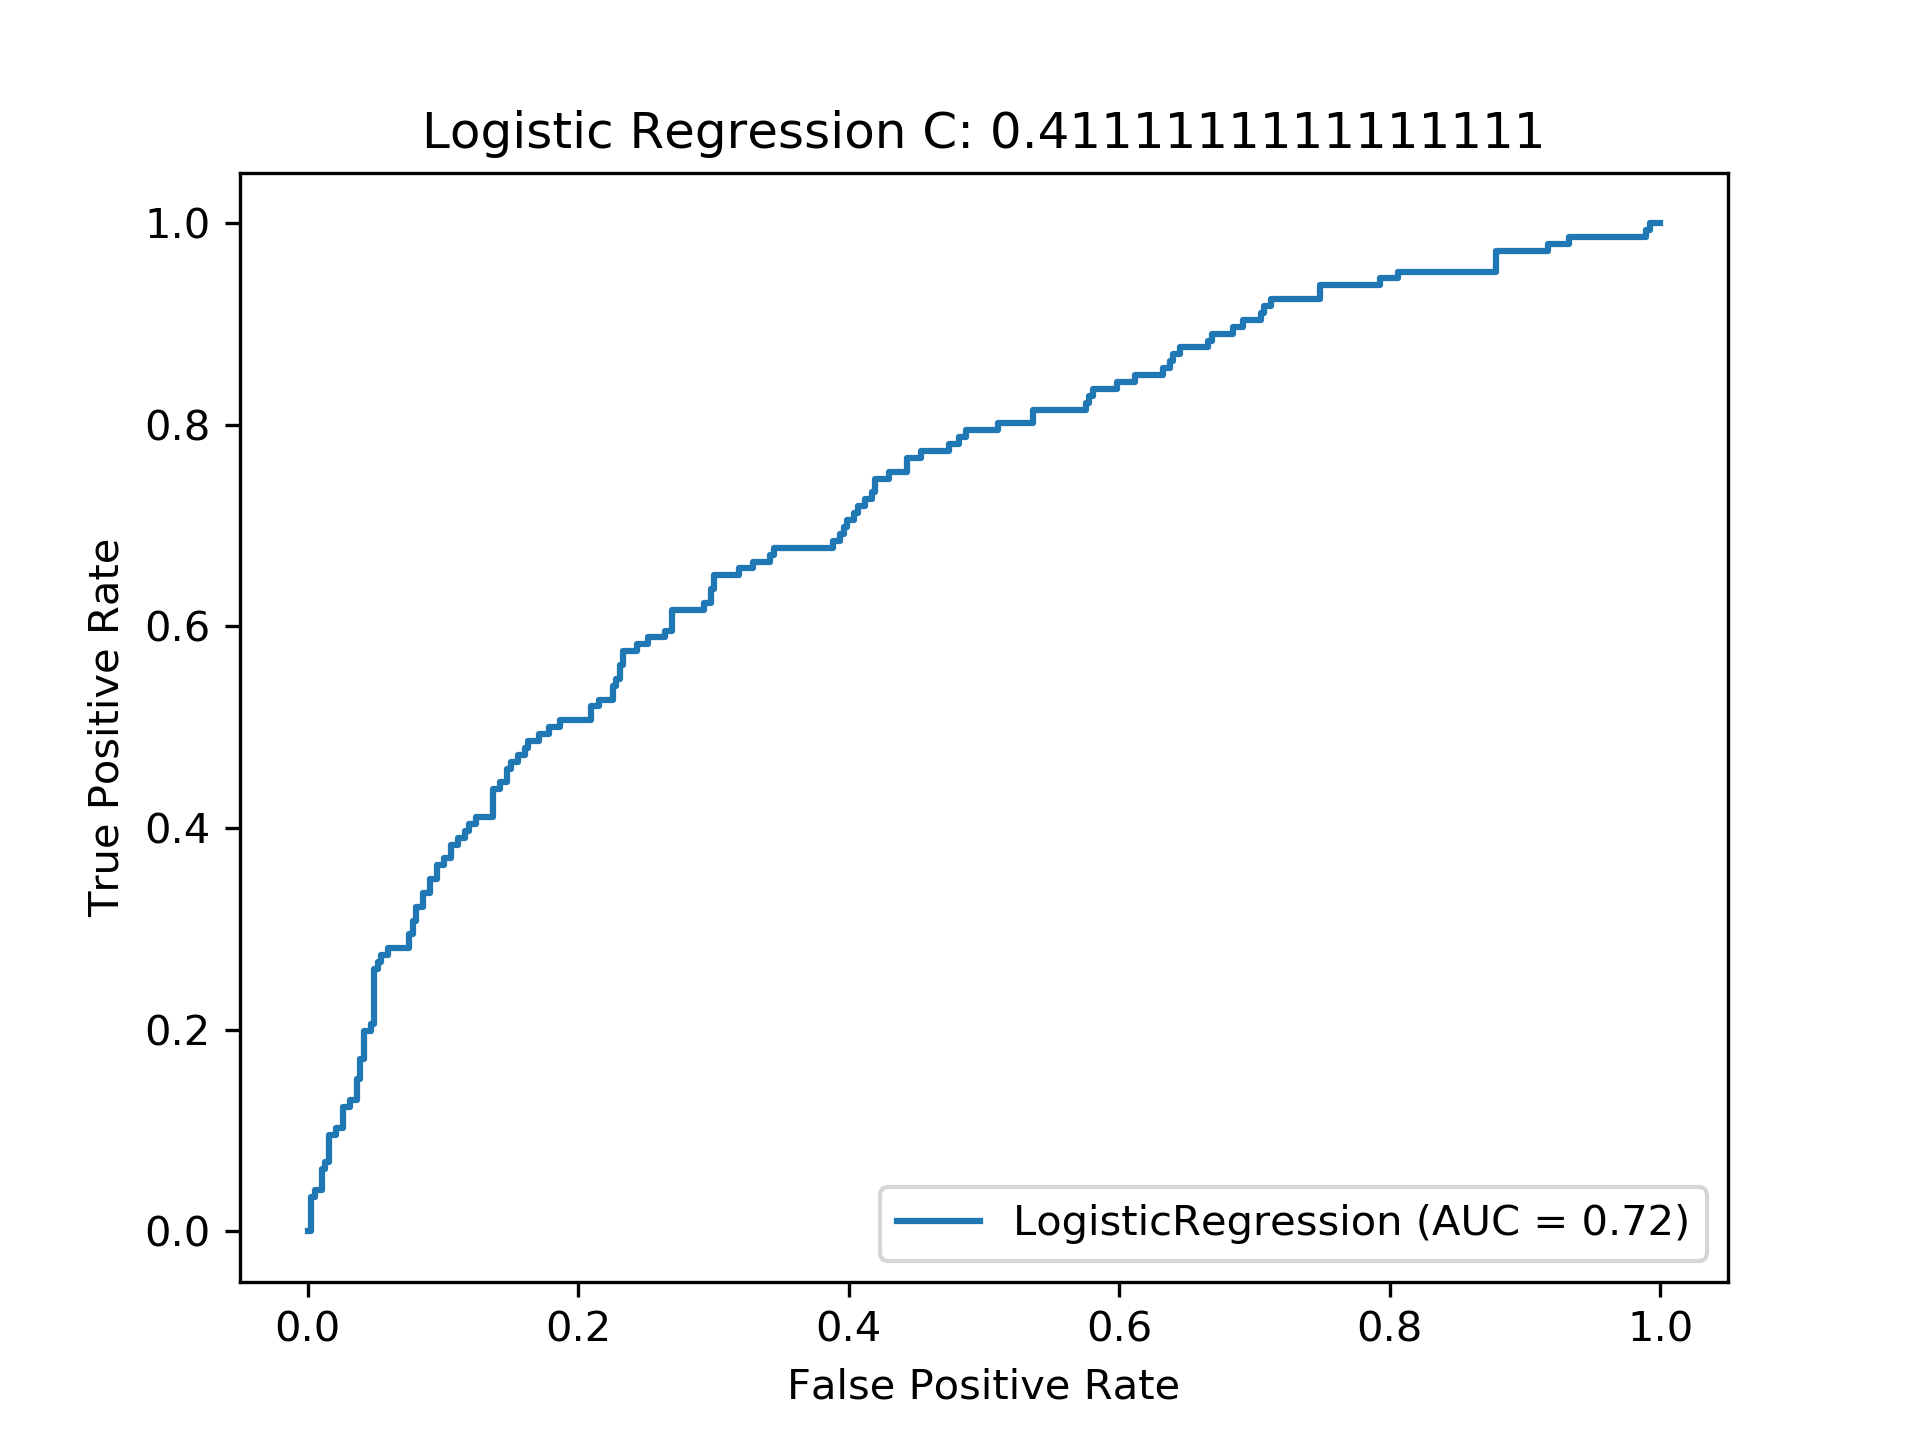 Logistic Regression C: 0.4111111111111111
1.0
0.8
0.6
0.4
0.2
0.0
True Positive Rate
LogisticRegression (AUC = 0.72)
0.0 0.2 0.4 0.6 0.8 1.0
False Positive Rate